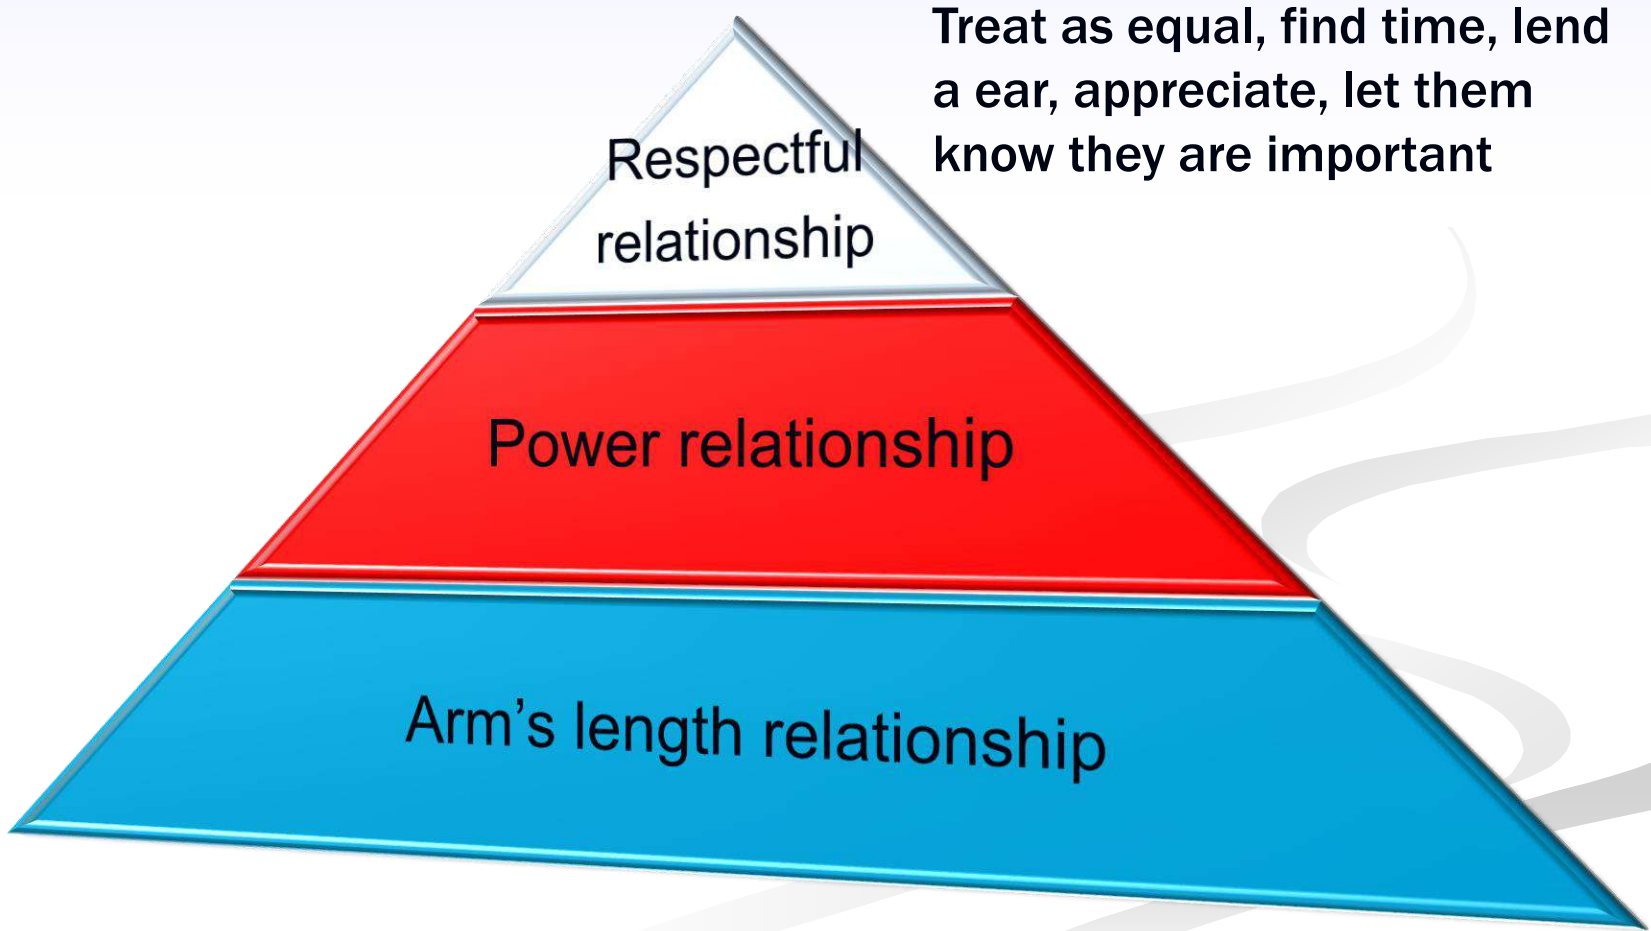 Treat as equal, find time, lend
a ear, appreciate, let them
know they are important
Respectful
relationship
Power relationship
Arm’s length relationship